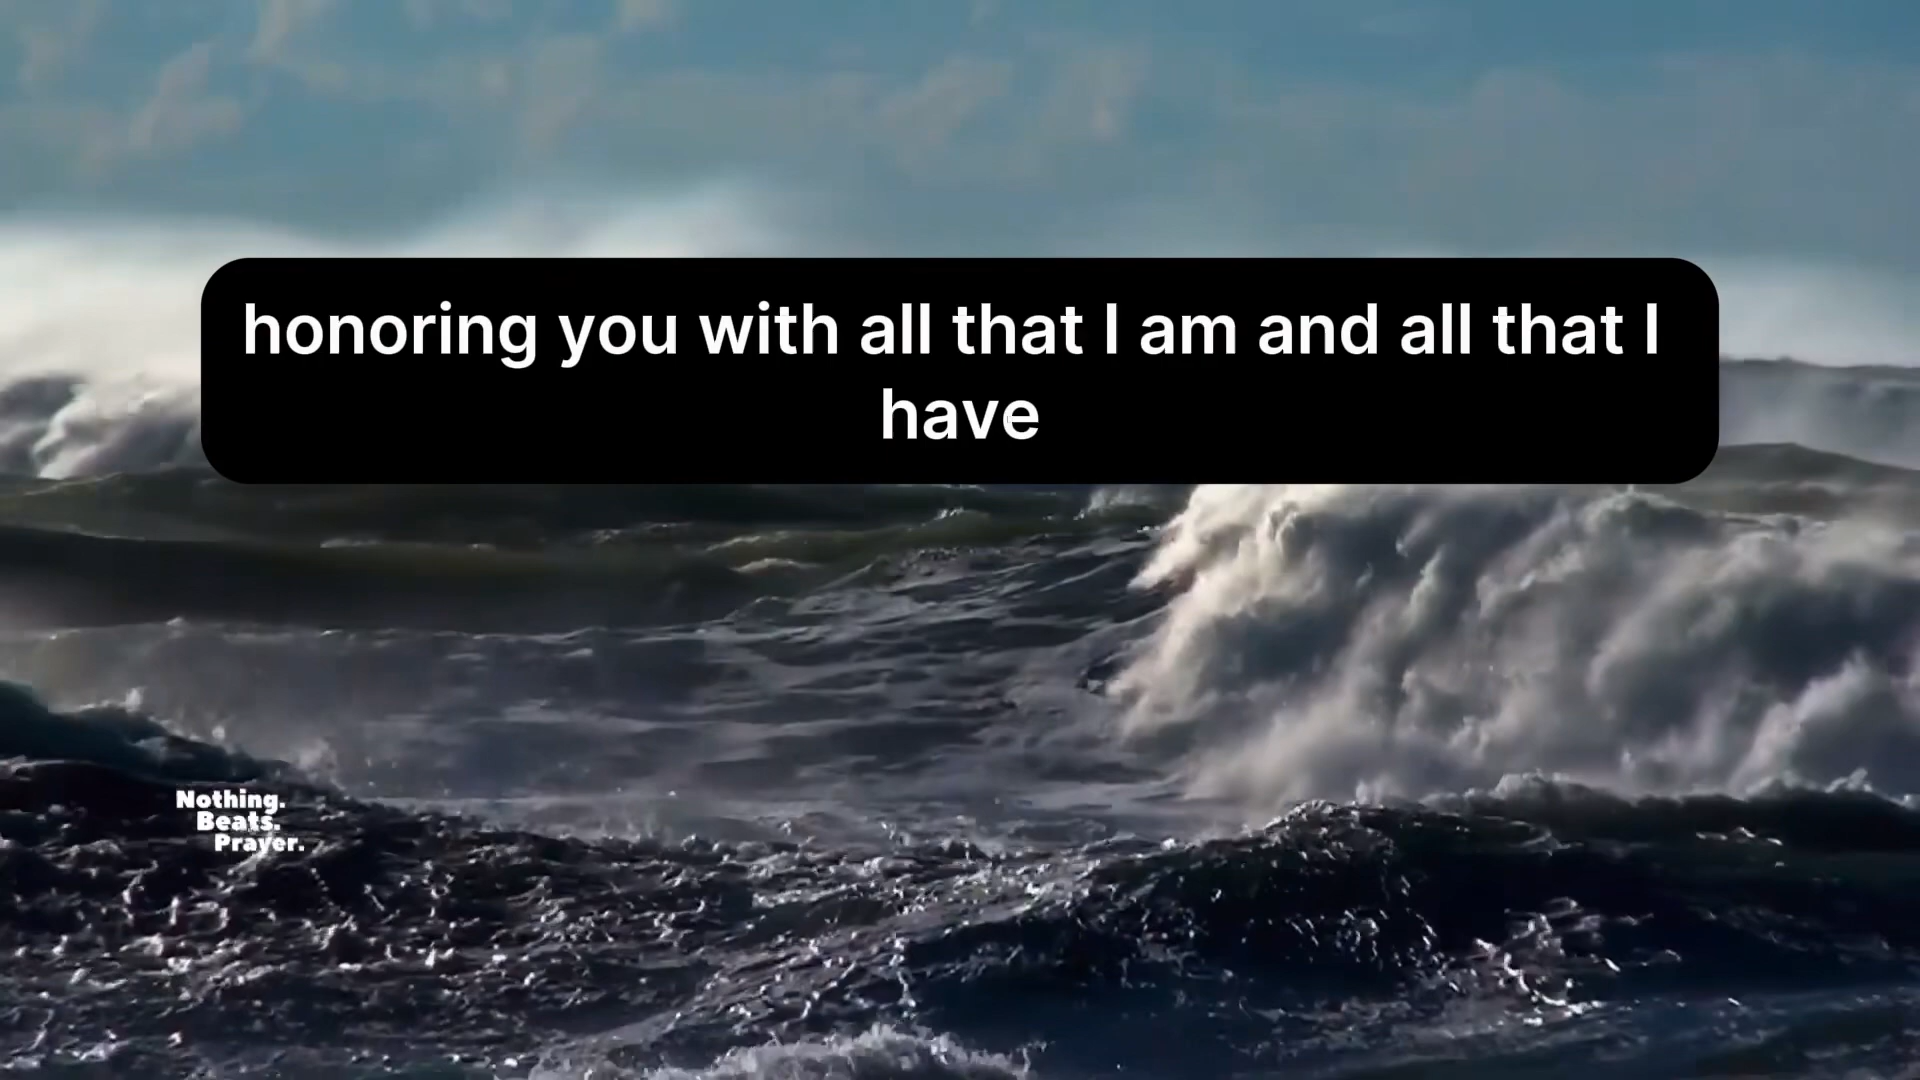 honoring you with all that I am and all that I
have
Nothing.
Beats.
Prayer.